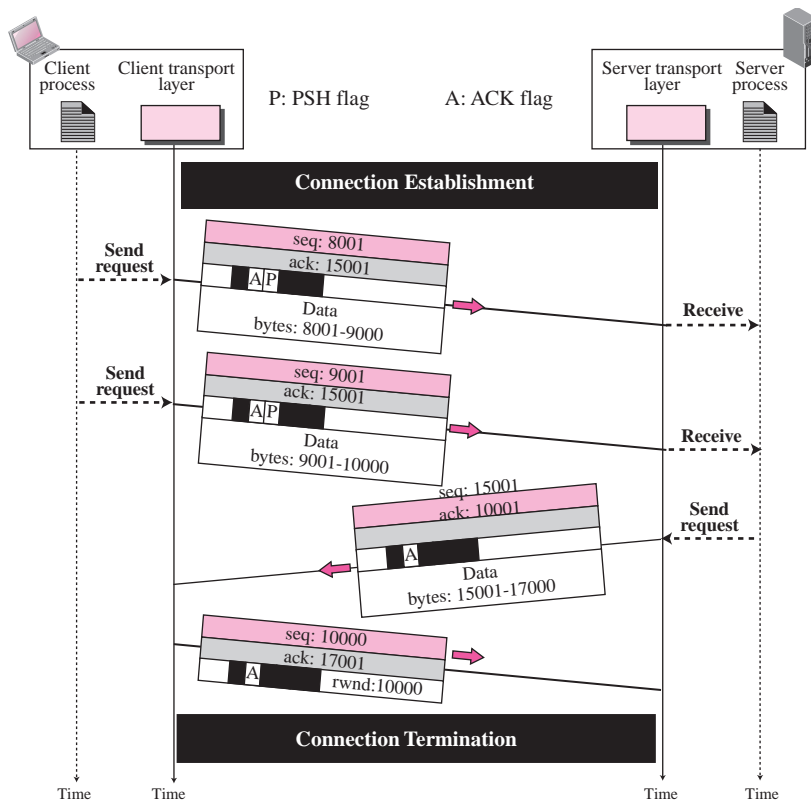 Client process
Client transport layer
P: PSH flag
A: ACK flag
Server transport layer
Server process
Connection Establishment
Send request
seq: 8001
ack: 15001
A P
Data
bytes: 8001-9000
Receive
Send request
seq: 9001
ack: 15001
A P
Data
bytes: 9001-10000
Receive
seq: 15001
ack: 10001
A
Data
bytes: 15001-17000
Send request
seq: 10000
ack: 17001
A
rwnd:10000
Connection Termination
Time
Time
Time
Time